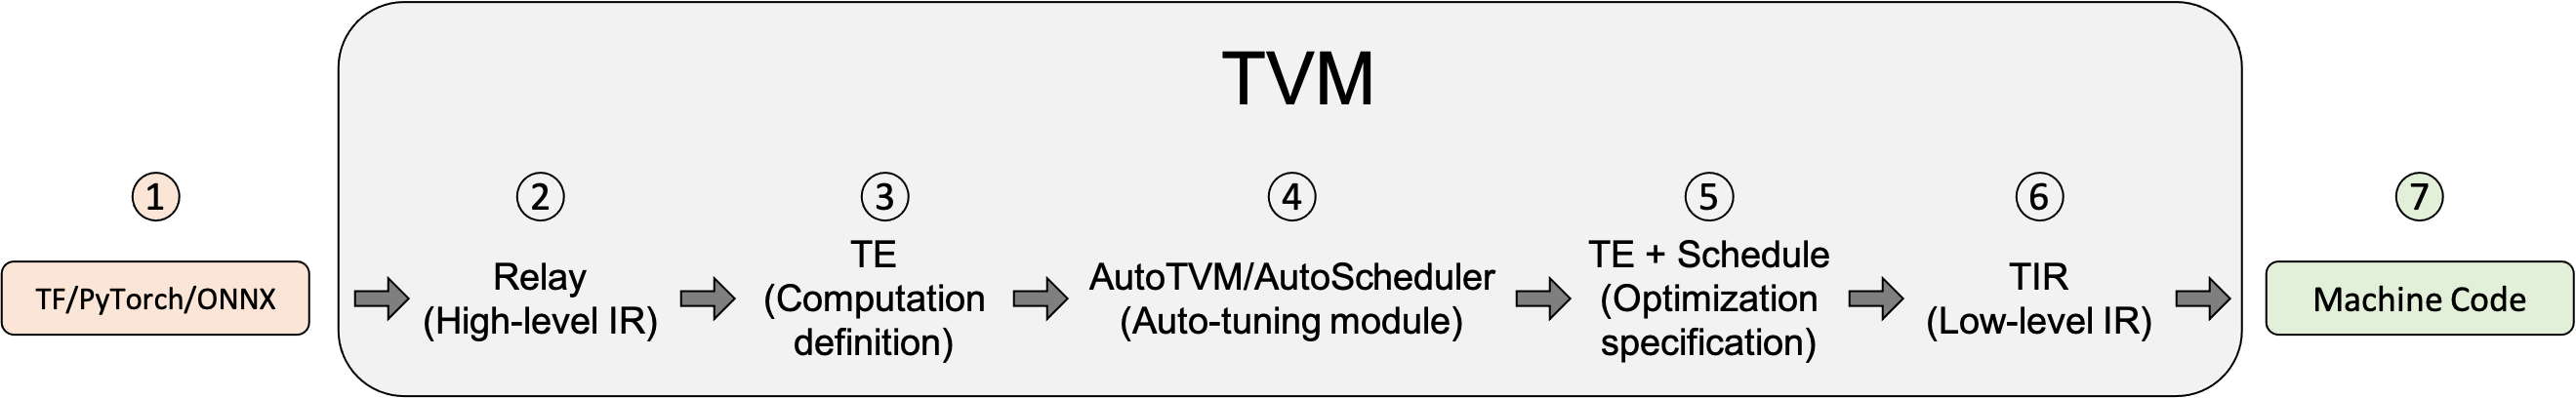 TVM
1
TF/PyTorch/ONNX
2
Relay
(High-level IR)
3
TE
(Computation
definition)
4
AutoTVM/AutoScheduler
(Auto-tuning module)
5
TE + Schedule
(Optimization
specification)
6
TIR
(Low-level IR)
7
Machine Code